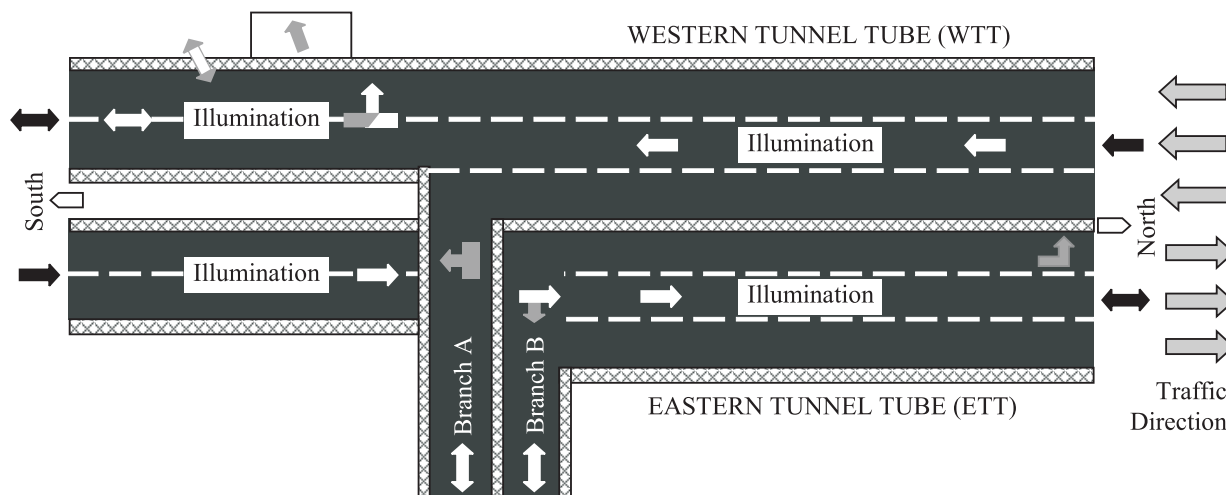 WESTERN TUNNEL TUBE (WTT)
Illumination
Illumination
South
North
Illumination
Illumination
Branch A
Branch B
EASTERN TUNNEL TUBE (ETT)
Traffic
Direction